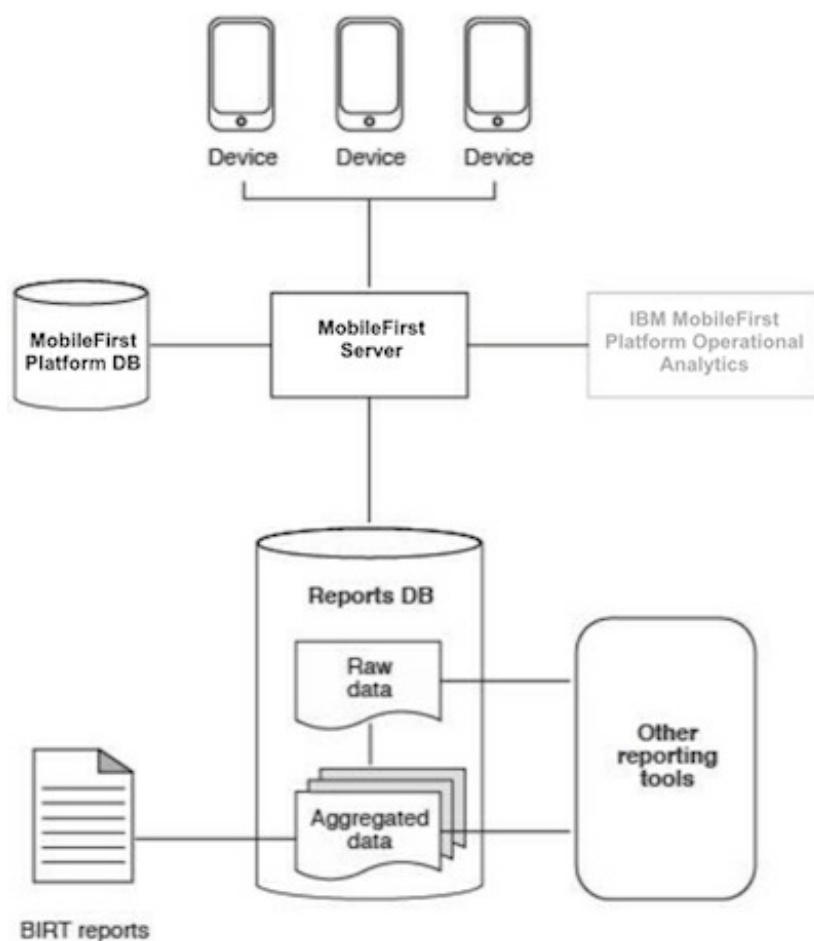 Device
Device
Device
MobileFirst
Platform DB
MobileFirst
Server
IBM MobileFirst
Platform Operational
Analytics
Reports DB
Raw
data
Other
reporting
tools
Aggregated
data
BIRT reports